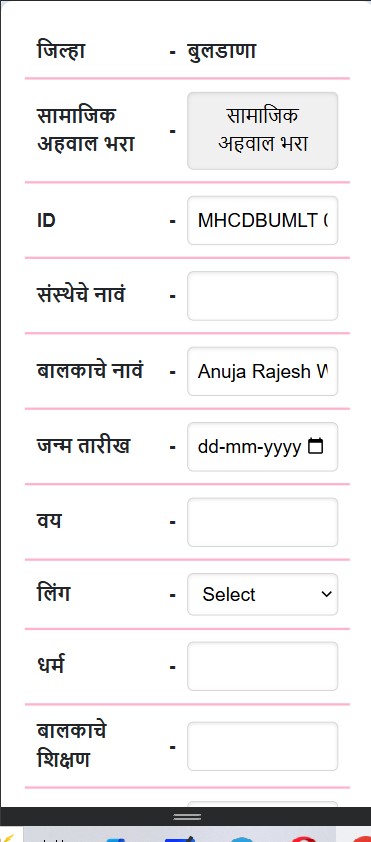 जिल्हा - बुलडाणा
सामाजिक अहवाल भरा - सामाजिक अहवाल भरा
ID - MHCDBUMLT
संस्थेचे नावं -
बालकाचे नावं - Anuja Rajesh
जन्म तारीख - dd-mm-yyyy
वय -
लिंग - Select
धर्म -
बालकाचे शिक्षण -